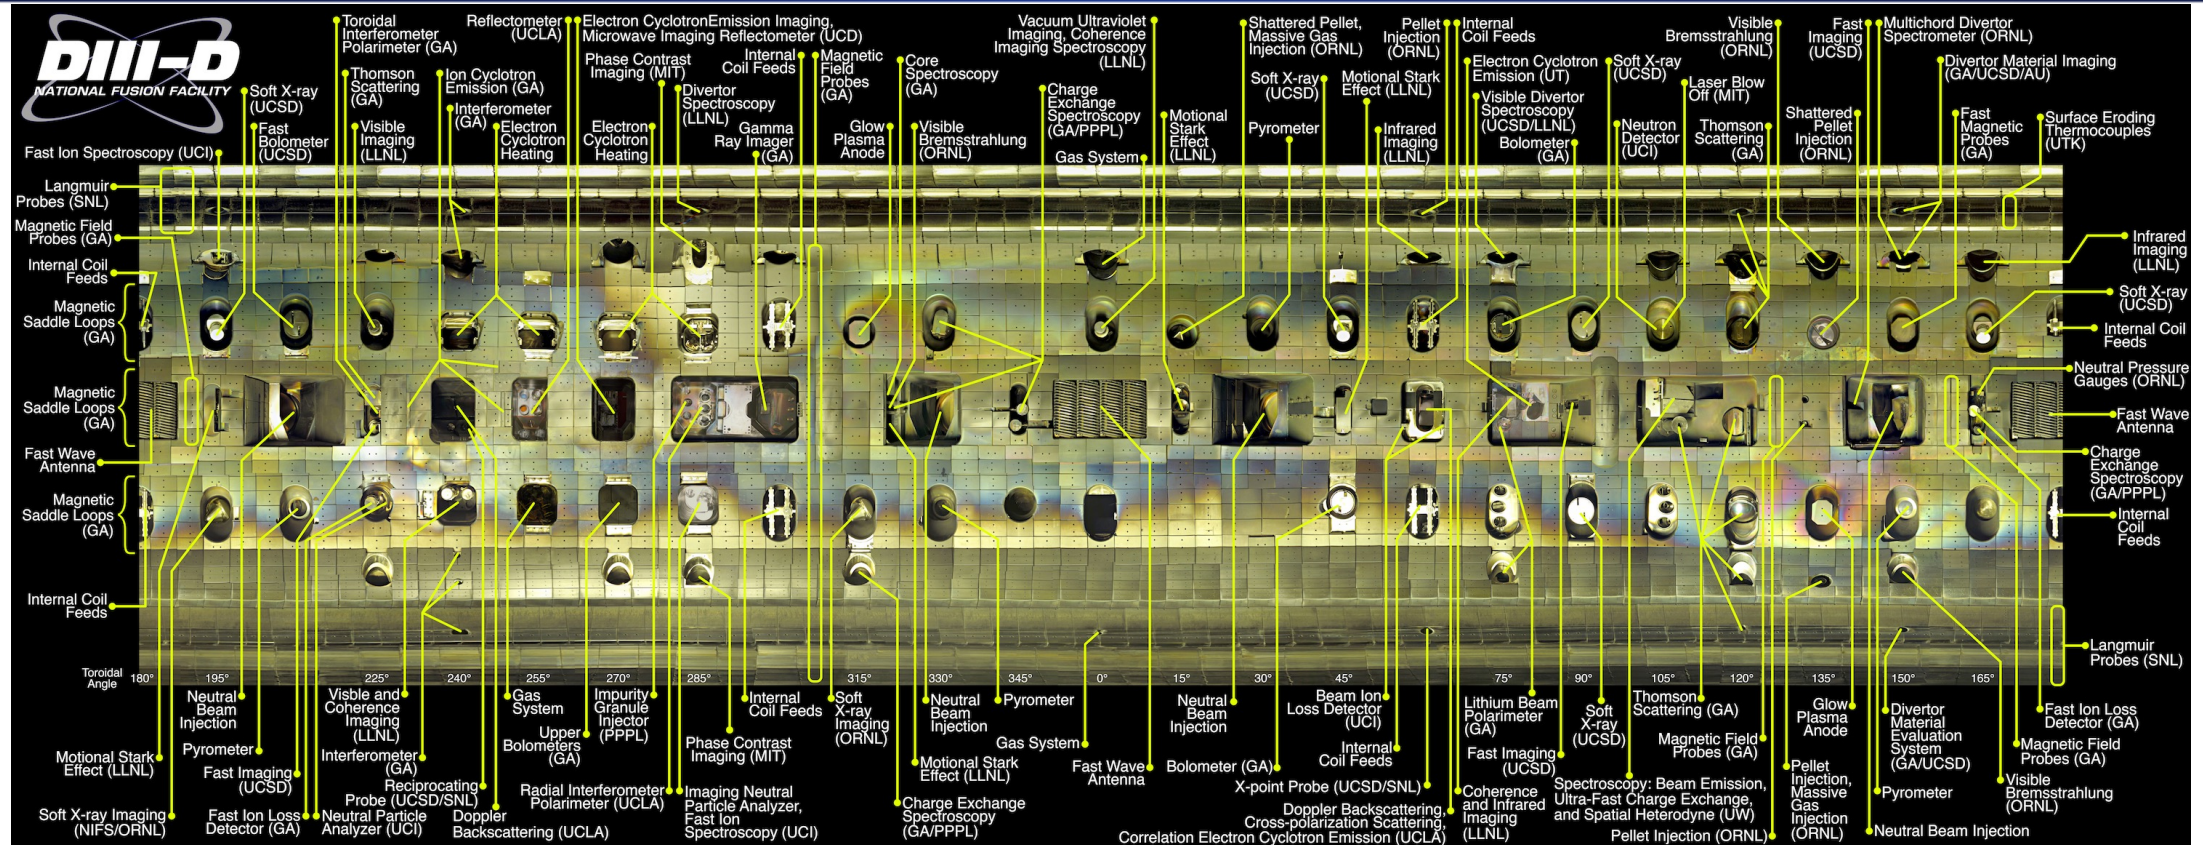 DIII-D
NATIONAL FUSION FACILITY
Toroidal
Interferometer
Polarimeter (GA)
Reflectometer
(UCLA)
Electron CyclotronEmission Imaging,
Microwave Imaging Reflectometer (UCD)
Vacuum Ultraviolet
Imaging, Coherence
Imaging Spectroscopy
(LLNL)
Shattered Pellet,
Massive Gas
Injection (ORNL)
Pellet
Injection
(ORNL)
Internal
Coil Feeds
Visible
Bremsstrahlung
(ORNL)
Fast
Imaging
(UCSD)
Multichord Divertor
Spectrometer (ORNL)
Soft X-ray
(UCSD)
Thomson
Scattering
(GA)
Ion Cyclotron
Emission (GA)
Phase Contrast
Imaging (MIT)
Internal
Coil Feeds
Magnetic
Field
Probes
(GA)
Core
Spectroscopy
(GA)
Charge
Exchange
Spectroscopy
(GA/PPPL)
Soft X-ray
(UCSD)
Motional Stark
Effect (LLNL)
Electron Cyclotron
Emission (UT)
Soft X-ray
(UCSD)
Laser Blow
Off (MIT)
Divertor Material Imaging
(GA/UCSD/AU)
Fast
Bolometer
(UCSD)
Visible
Imaging
(LLNL)
Interferometer
(GA)
Electron
Cyclotron
Heating
Electron
Cyclotron
Heating
Divertor
Spectroscopy
(LLNL)
Gamma
Ray Imager
(GA)
Glow
Plasma
Anode
Visible
Bremsstrahlung
(ORNL)
Gas System
Motional
Stark
Effect
(LLNL)
Pyrometer
Infrared
Imaging
(LLNL)
Visible Divertor
Spectroscopy
(UCSD/LLNL)
Bolometer
(GA)
Neutron
Detector
(UCI)
Thomson
Scattering
(GA)
Shattered
Pellet
Injection
(ORNL)
Fast
Magnetic
Probes
(GA)
Surface Eroding
Thermocouples
(UTK)
Fast Ion Spectroscopy (UCI)
Langmuir
Probes (SNL)
Magnetic Field
Probes (GA)
Internal Coil
Feeds
Magnetic
Saddle Loops
(GA)
Magnetic
Saddle Loops
(GA)
Fast Wave
Antenna
Magnetic
Saddle Loops
(GA)
Internal Coil
Feeds
Infrared
Imaging
(LLNL)
Soft X-ray
(UCSD)
Internal Coil
Feeds
Neutral Pressure
Gauges (ORNL)
Fast Wave
Antenna
Charge
Exchange
Spectroscopy
(GA/PPPL)
Internal
Coil
Feeds
Langmuir
Probes (SNL)
Toroidal
Angle
180° 195° 225° 240° 255° 270° 285° 315° 330° 345° 0° 15° 30° 45° 75° 90° 105° 120° 135° 150° 165°
Neutral
Beam
Injection
Visble and
Coherence
Imaging
(LLNL)
Gas
System
Impurity
Granule
Injector
(PPPL)
Internal
Coil Feeds
Soft
X-ray
Imaging
(ORNL)
Neutral
Beam
Injection
Pyrometer
Neutral
Beam
Injection
Beam Ion
Loss Detector
(UCI)
Lithium Beam
Polarimeter
(GA)
Soft
X-ray
(UCSD)
Thomson
Scattering (GA)
Glow
Plasma
Anode
Divertor
Material
Evaluation
System
(GA/UCSD)
Fast Ion Loss
Detector (GA)
Motional Stark
Effect (LLNL)
Pyrometer
Fast Imaging
(UCSD)
Interferometer
(GA)
Reciprocating
Probe (UCSD/SNL)
Upper
Bolometers
(GA)
Phase Contrast
Imaging (MIT)
Motional Stark
Effect (LLNL)
Gas System
Fast Wave
Antenna
Bolometer (GA)
Internal
Coil Feeds
Fast Imaging
(UCSD)
Magnetic Field
Probes (GA)
Magnetic Field
Probes (GA)
Soft X-ray Imaging
(NIFS/ORNL)
Fast Ion Loss
Detector (GA)
Neutral Particle
Analyzer (UCI)
Doppler
Backscattering (UCLA)
Radial Interferometer
Polarimeter (UCLA)
Imaging Neutral
Particle Analyzer,
Fast Ion
Spectroscopy (UCI)
Charge Exchange
Spectroscopy
(GA/PPPL)
X-point Probe (UCSD/SNL)
Doppler Backscattering,
Cross-polarization Scattering,
Correlation Electron Cyclotron Emission (UCLA)
Coherence
and Infrared
Imaging
(LLNL)
Spectroscopy: Beam Emission,
Ultra-Fast Charge Exchange,
and Spatial Heterodyne (UW)
Pellet Injection (ORNL)
Pellet
Injection,
Massive
Gas
Injection
(ORNL)
Pyrometer
Neutral Beam Injection
Visible
Bremsstrahlung
(ORNL)